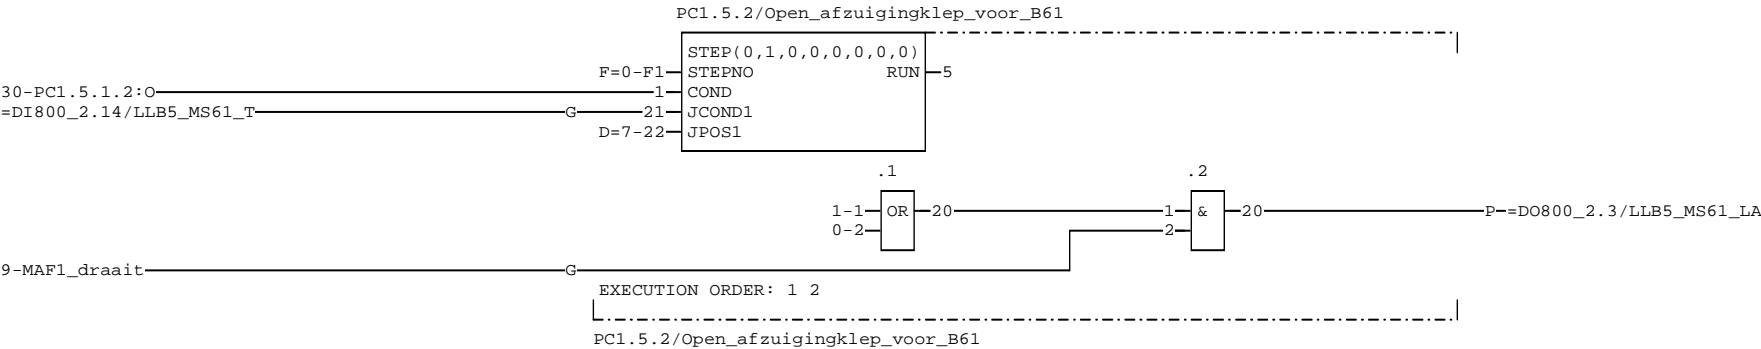 PC1.5.2/Open_afzuigingklep_voor_B61
STEP(0,1,0,0,0,0,0,0)
F=0-F1 STEPNO RUN 5
30-PC1.5.1.2:O 1 COND
=DI800_2.14/LLB5_MS61_T G 21 JCOND1
D=7-22 JPOS1
.1 .2
1-1 OR 20 1 & 20 P =DO800_2.3/LLB5_MS61_LA
0-2 2
9-MAF1_draait G
EXECUTION ORDER: 1 2
PC1.5.2/Open_afzuigingklep_voor_B61